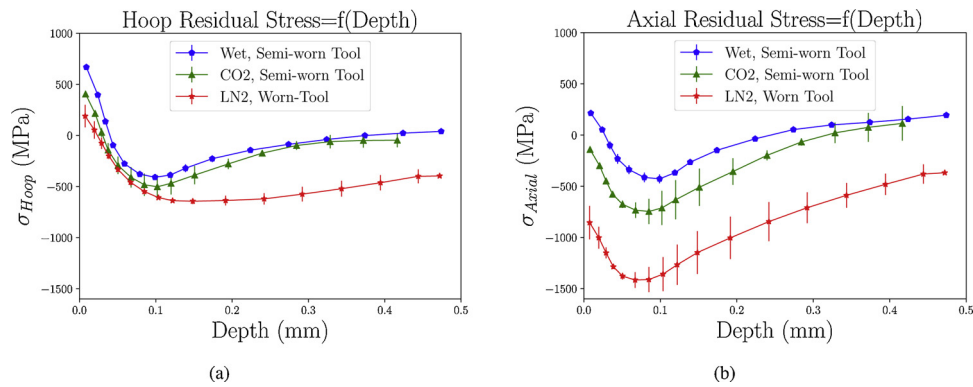 Hoop Residual Stress=f(Depth)
Wet, Semi-worn Tool
CO2, Semi-worn Tool
LN2, Worn-Tool
1000
500
0
−500
−1000
−1500
σHoop (MPa)
0.0 0.1 0.2 0.3 0.4 0.5
Depth (mm)
(a)
Axial Residual Stress=f(Depth)
Wet, Semi-worn Tool
CO2, Semi-worn Tool
LN2, Worn Tool
1000
500
0
−500
−1000
−1500
σAxial (MPa)
0.0 0.1 0.2 0.3 0.4 0.5
Depth (mm)
(b)